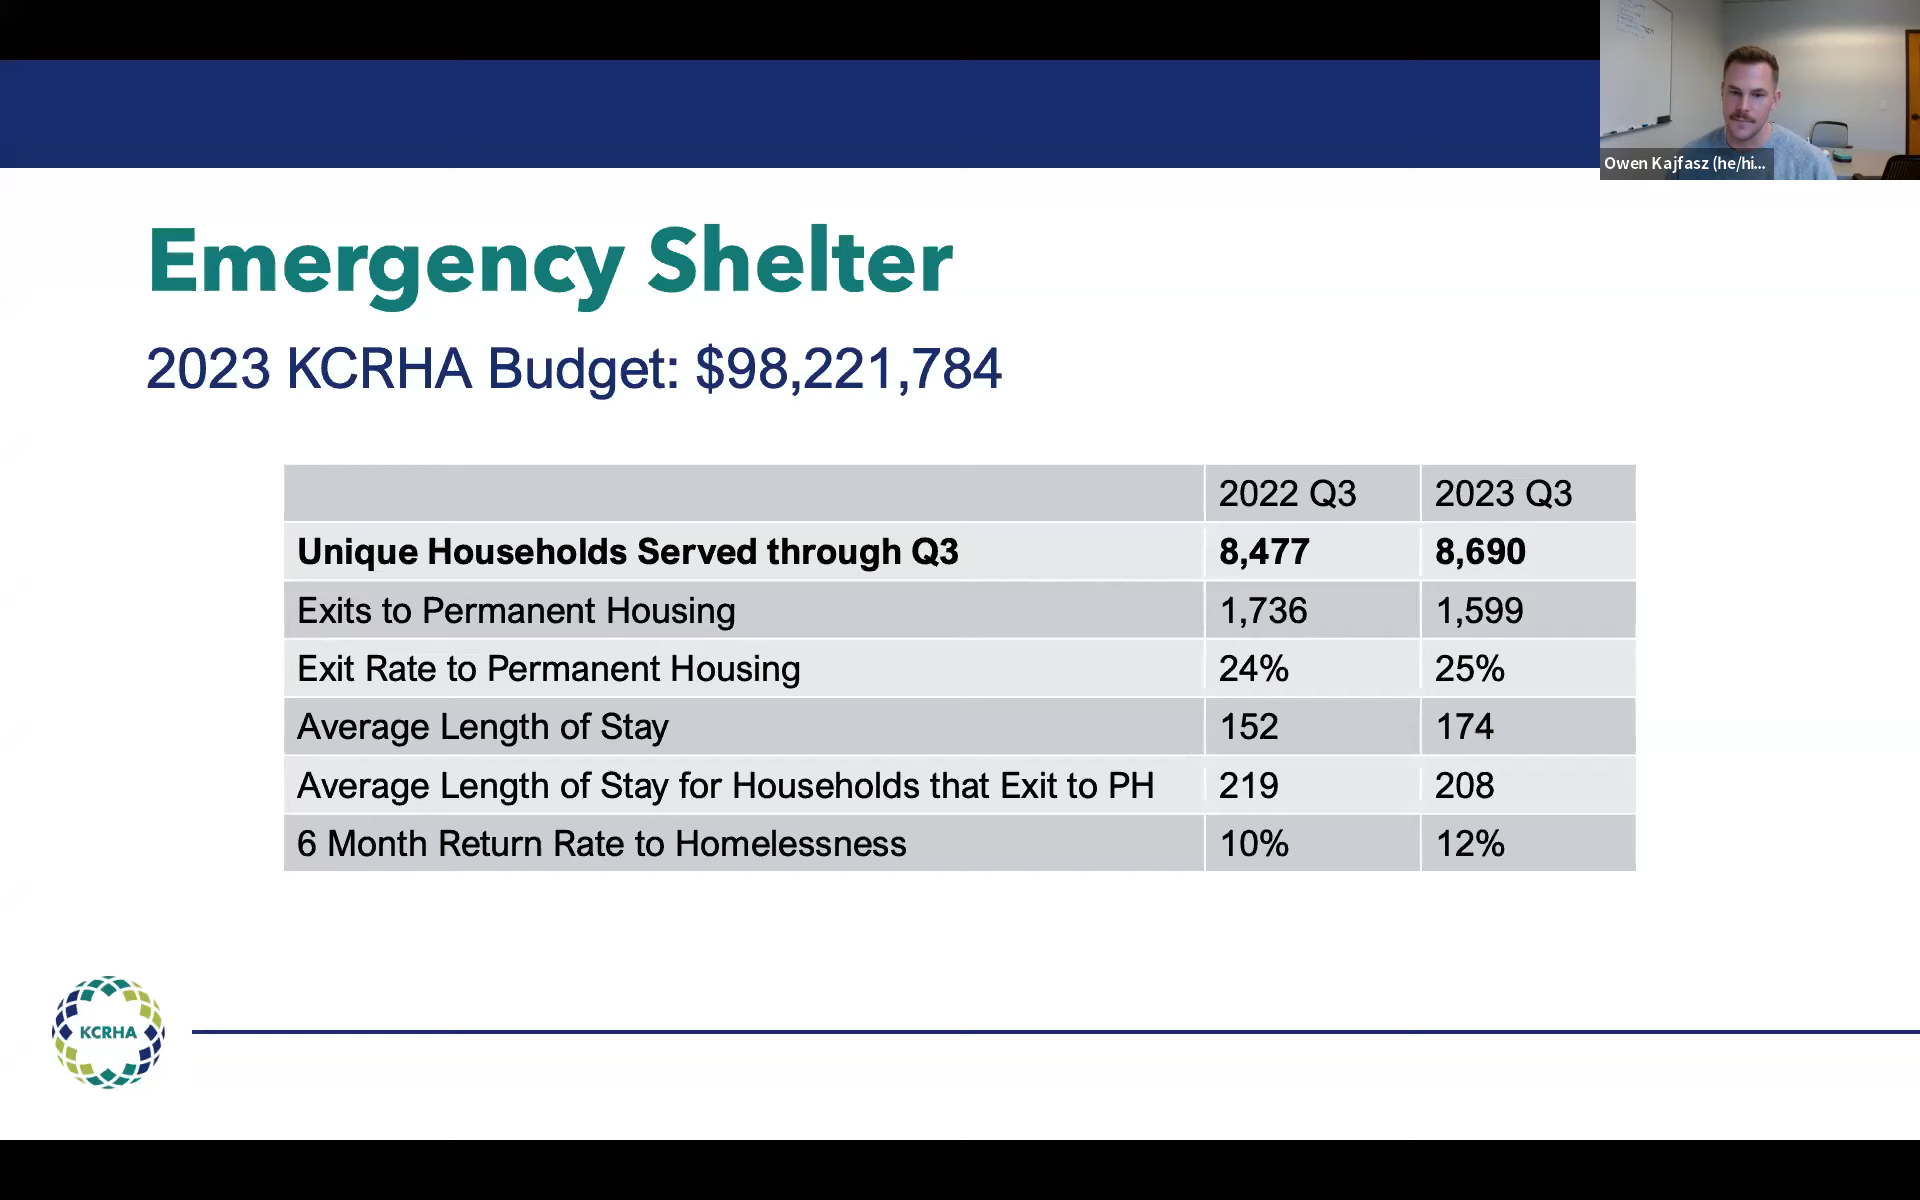 Owen Kajfasz (he/hi...
Emergency Shelter
2023 KCRHA Budget: $98,221,784
2022 Q3 2023 Q3
Unique Households Served through Q3 8,477 8,690
Exits to Permanent Housing 1,736 1,599
Exit Rate to Permanent Housing 24% 25%
Average Length of Stay 152 174
Average Length of Stay for Households that Exit to PH 219 208
6 Month Return Rate to Homelessness 10% 12%
KCRHA